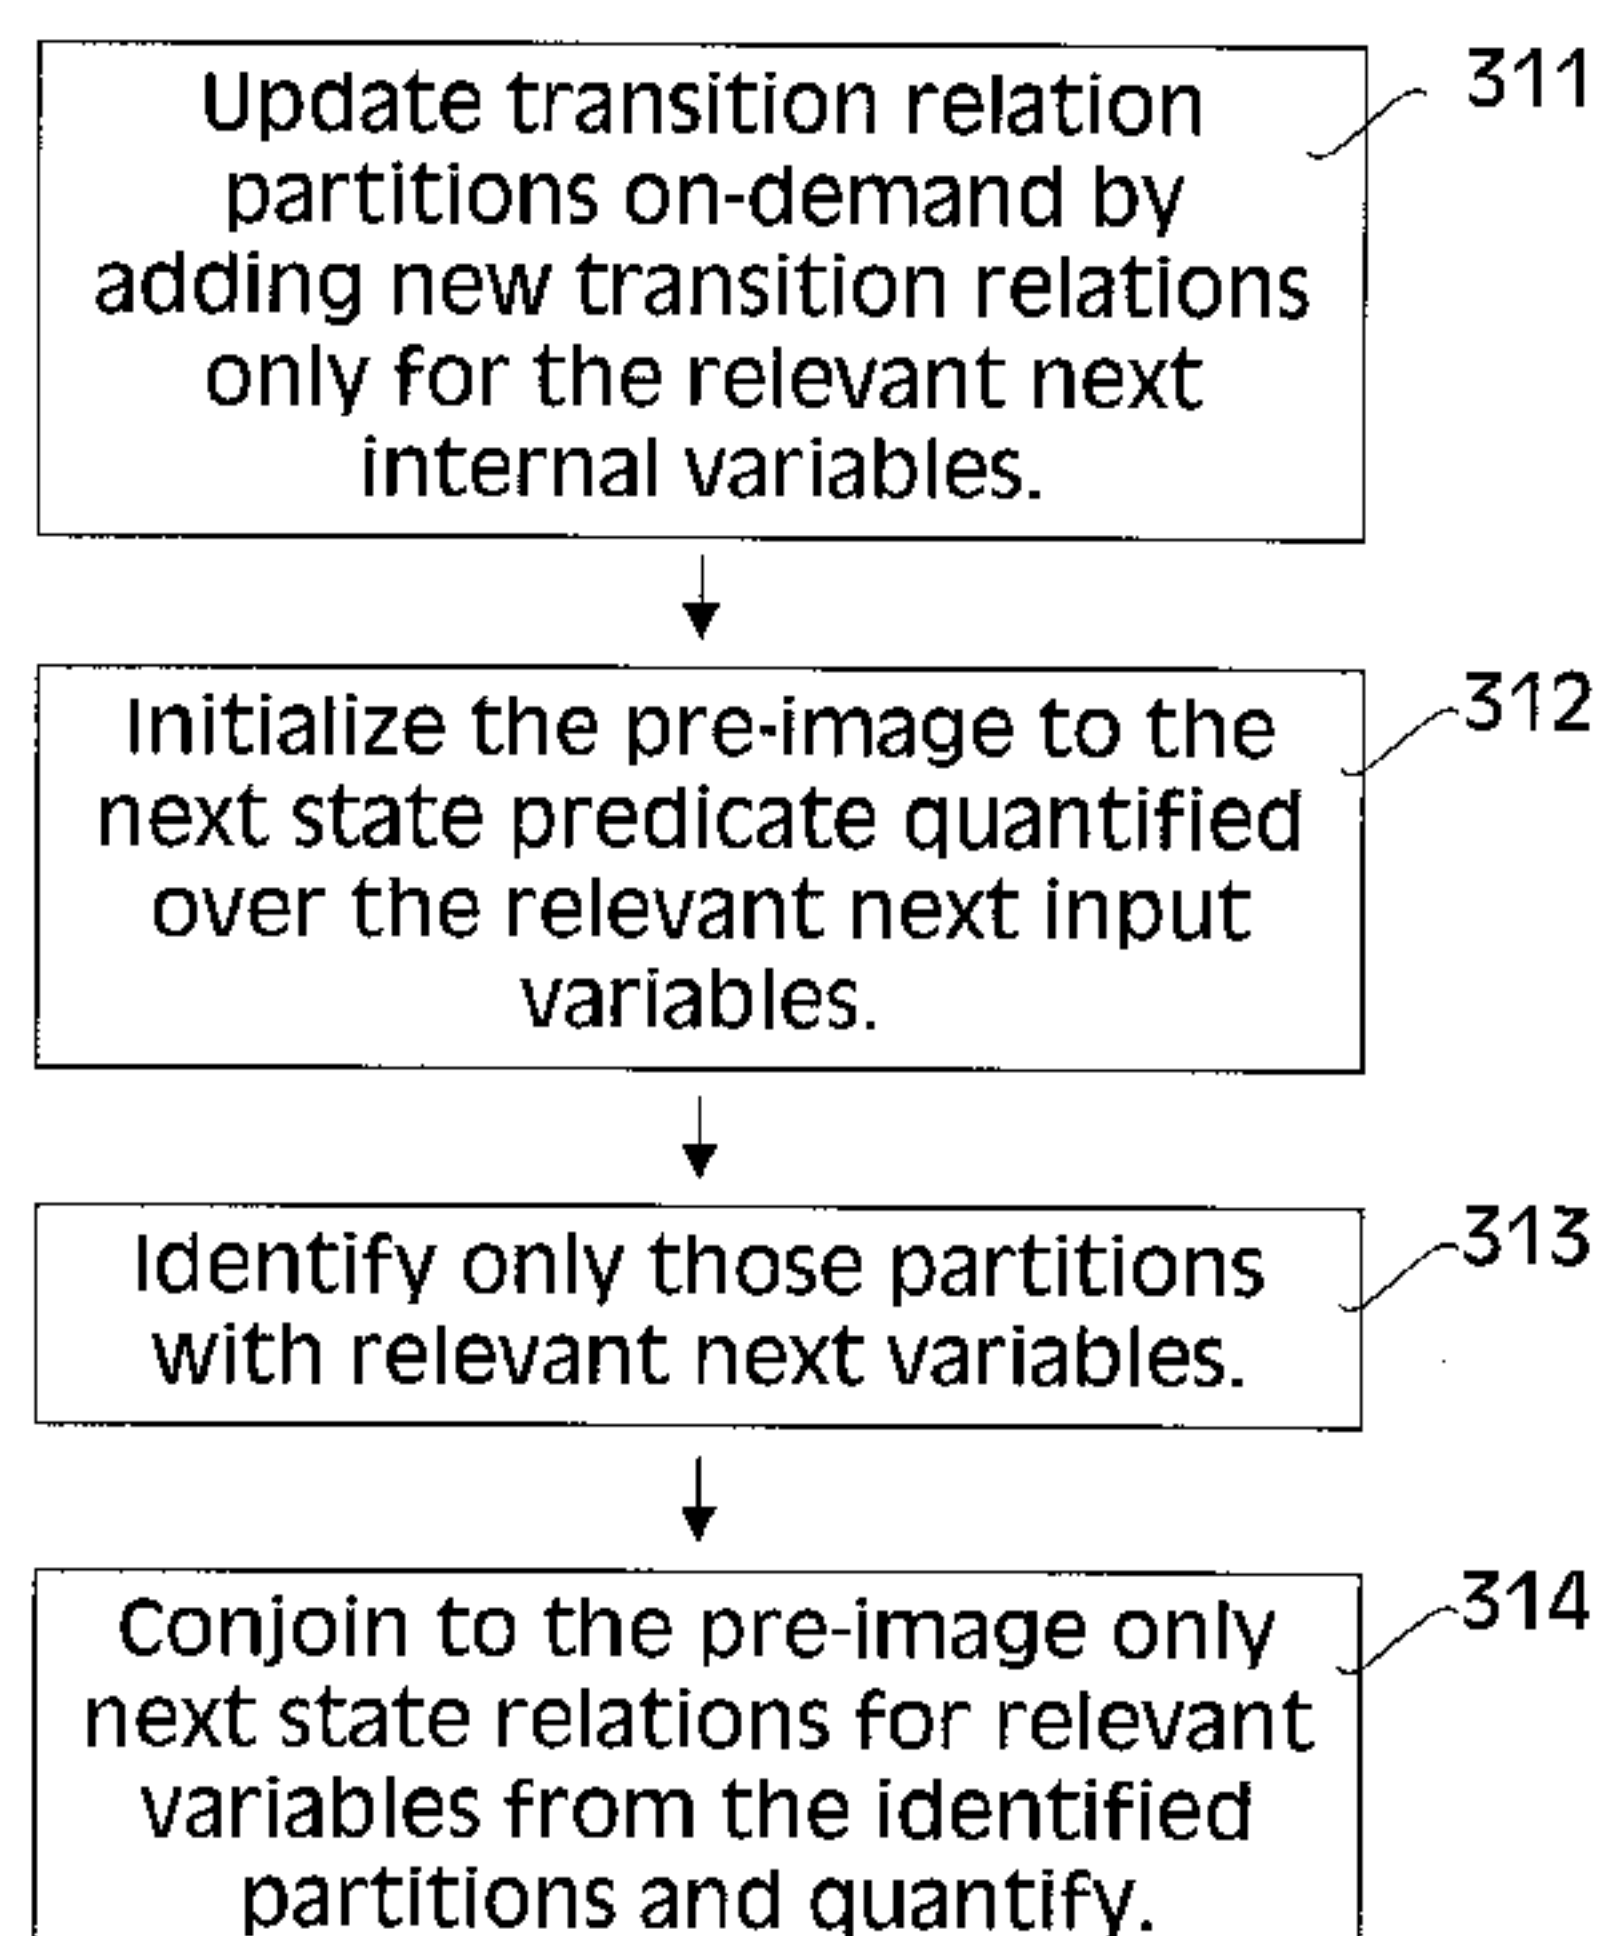 Update transition relation
311
partitions on-demand by
adding new transition relations
only for the relevant next
internal variables.
Initialize the pre-image to the
312
next state predicate quantified
over the relevant next input
variables.
Identify only those partitions
313
with relevant next variables.
Conjoin to the pre-image only
314
next state relations for relevant
variables from the identified
partitions and quantify.